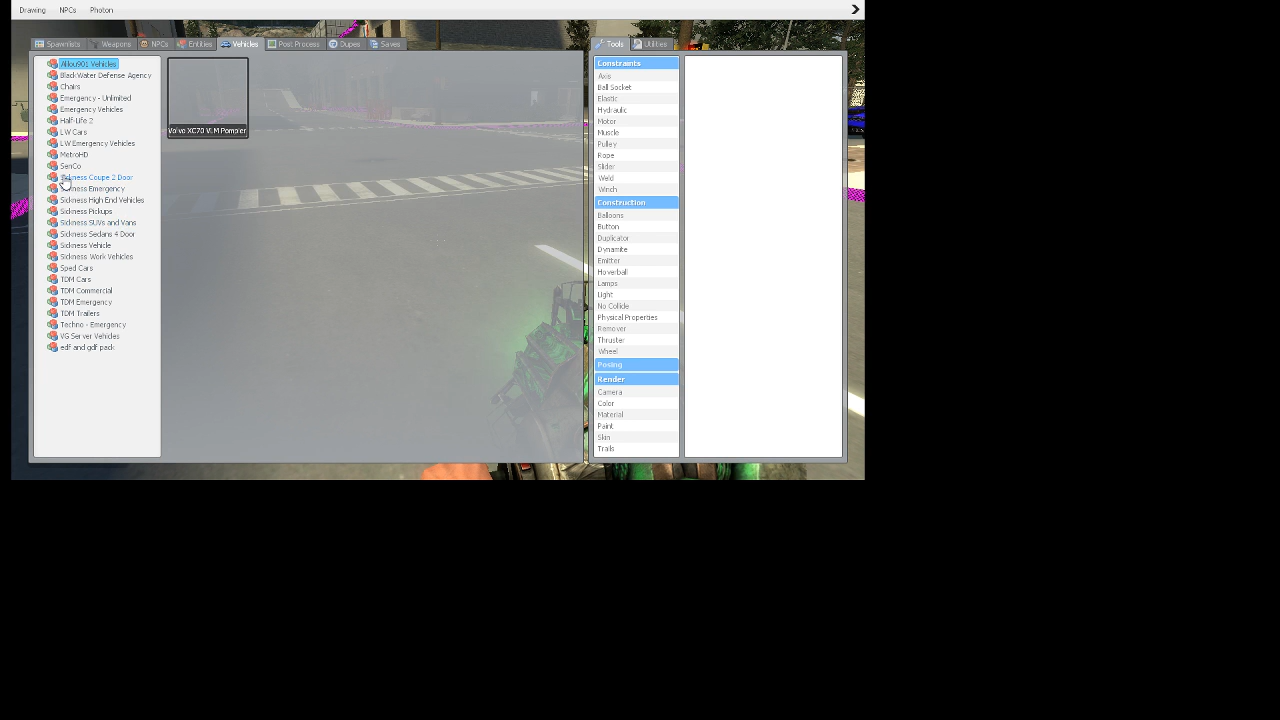 Drawing NPCs Photon
Spawnlists Weapons NPCs Entities Vehicles Post Process Dupes Saves
Allou901 Vehicles
BlackWater Defense Agency
Chairs
Emergency - Unlimited
Emergency Vehicles
Half-Life 2
LW Cars
LW Emergency Vehicles
MetroHD
SenCo
Sickness Coupe 2 Door
Sickness Emergency
Sickness High End Vehicles
Sickness Pickups
Sickness SUVs and Vans
Sickness Sedans 4 Door
Sickness Vehicle
Sickness Work Vehicles
Sped Cars
TDM Cars
TDM Commercial
TDM Emergency
TDM Trailers
Techno - Emergency
VG Server Vehicles
edf and gdf pack
Volvo XC70 VLM Pompier
Tools Utilities
Constraints
Axis
Ball Socket
Elastic
Hydraulic
Motor
Muscle
Pulley
Rope
Slider
Weld
Winch
Construction
Balloons
Button
Duplicator
Dynamite
Emitter
Hoverball
Lamps
Light
No Collide
Physical Properties
Remover
Thruster
Wheel
Posing
Render
Camera
Color
Material
Paint
Skin
Trails